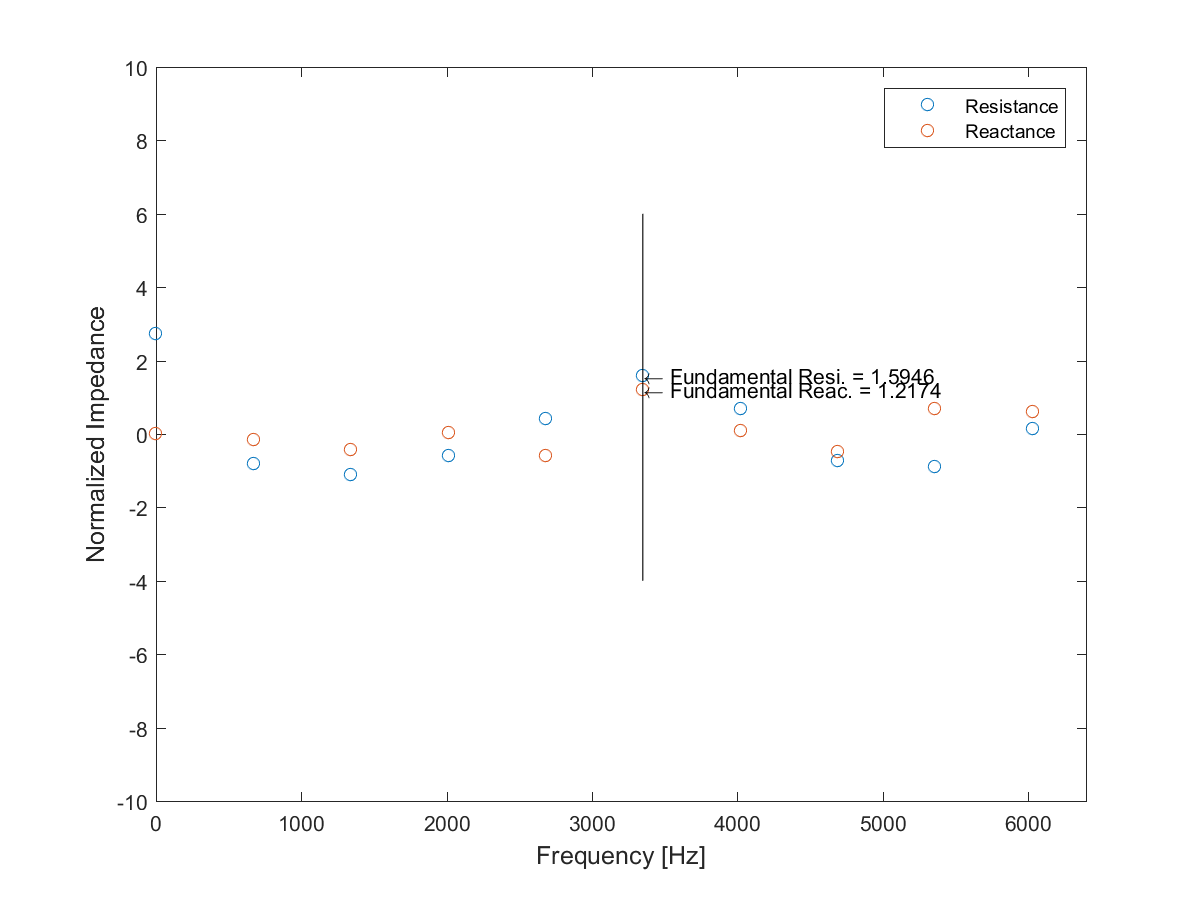 10
8
6
4
2
0
-2
-4
-6
-8
-10
Normalized Impedance
Resistance
Reactance
← Fundamental Resi. = 1.5946
← Fundamental Reac. = 1.2174
0 1000 2000 3000 4000 5000 6000
Frequency [Hz]